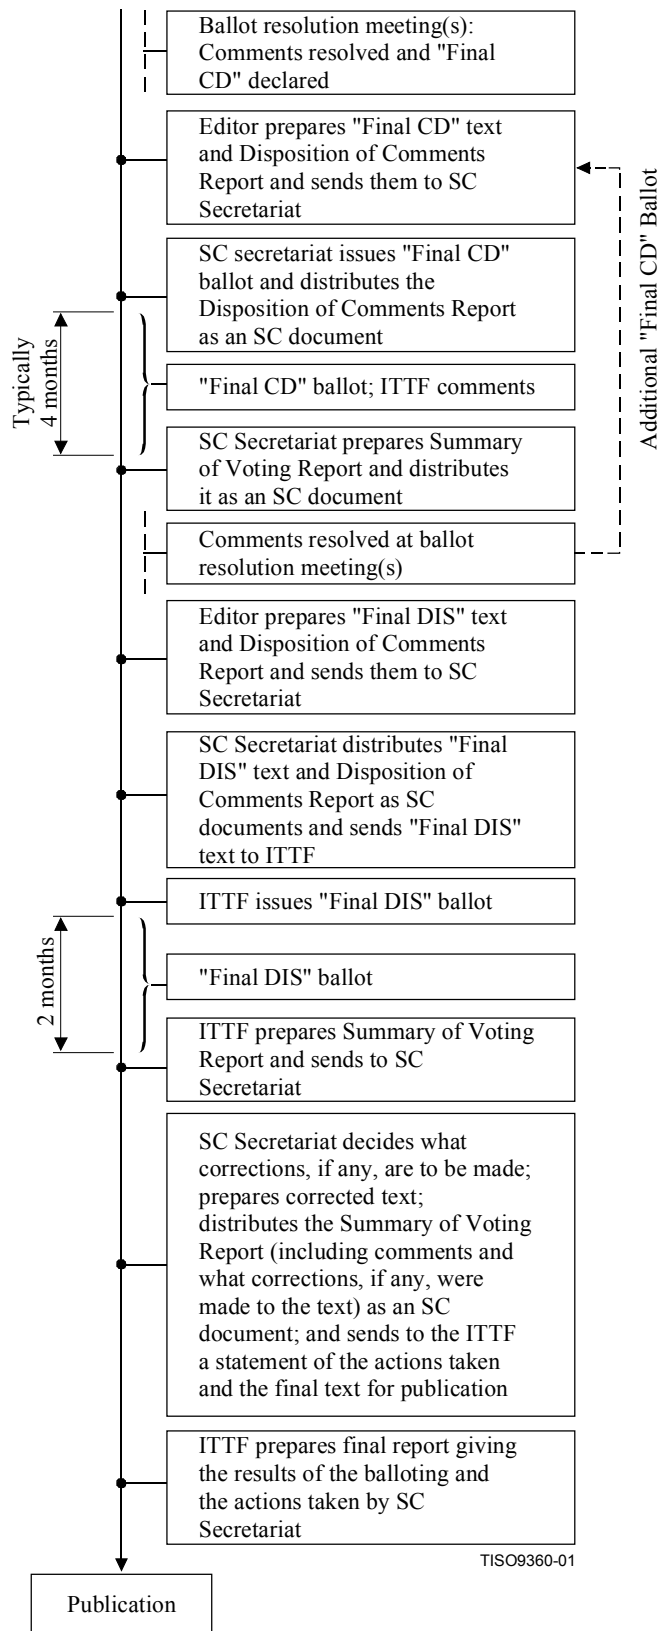 Ballot resolution meeting(s):
Comments resolved and "Final
CD" declared
Editor prepares "Final CD" text
and Disposition of Comments
Report and sends them to SC
Secretariat
Additional "Final CD" Ballot
SC secretariat issues "Final CD"
ballot and distributes the
Disposition of Comments Report
as an SC document
Typically
4 months
"Final CD" ballot; ITTF comments
SC Secretariat prepares Summary
of Voting Report and distributes
it as an SC document
Comments resolved at ballot
resolution meeting(s)
Editor prepares "Final DIS" text
and Disposition of Comments
Report and sends them to SC
Secretariat
SC Secretariat distributes "Final
DIS" text and Disposition of
Comments Report as SC
documents and sends "Final DIS"
text to ITTF
ITTF issues "Final DIS" ballot
2 months
"Final DIS" ballot
ITTF prepares Summary of Voting
Report and sends to SC
Secretariat
SC Secretariat decides what
corrections, if any, are to be made;
prepares corrected text;
distributes the Summary of Voting
Report (including comments and
what corrections, if any, were
made to the text) as an SC
document; and sends to the ITTF
a statement of the actions taken
and the final text for publication
ITTF prepares final report giving
the results of the balloting and
the actions taken by SC
Secretariat
TISO9360-01
Publication